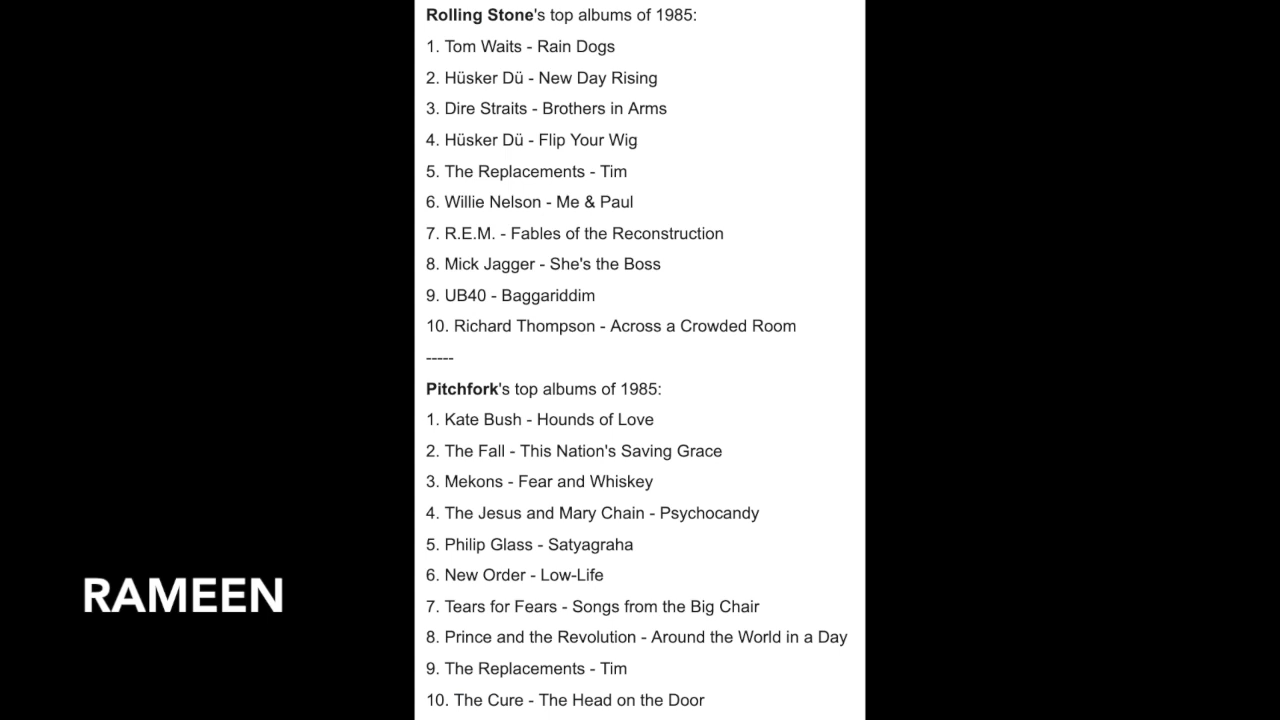 Rolling Stone's top albums of 1985:
1. Tom Waits - Rain Dogs
2. Hüsker Dü - New Day Rising
3. Dire Straits - Brothers in Arms
4. Hüsker Dü - Flip Your Wig
5. The Replacements - Tim
6. Willie Nelson - Me & Paul
7. R.E.M. - Fables of the Reconstruction
8. Mick Jagger - She's the Boss
9. UB40 - Baggariddim
10. Richard Thompson - Across a Crowded Room
-----
Pitchfork's top albums of 1985:
1. Kate Bush - Hounds of Love
2. The Fall - This Nation's Saving Grace
3. Mekons - Fear and Whiskey
4. The Jesus and Mary Chain - Psychocandy
5. Philip Glass - Satyagraha
6. New Order - Low-Life
7. Tears for Fears - Songs from the Big Chair
8. Prince and the Revolution - Around the World in a Day
9. The Replacements - Tim
10. The Cure - The Head on the Door
RAMEEN